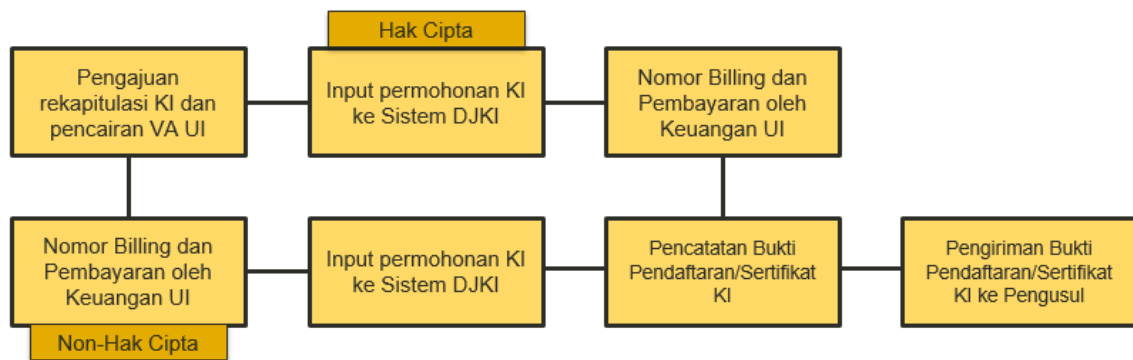 Hak Cipta
Pengajuan
rekapitulasi KI dan
pencairan VA UI
Input permohonan KI
ke Sistem DJKI
Nomor Billing dan
Pembayaran oleh
Keuangan UI
Nomor Billing dan
Pembayaran oleh
Keuangan UI
Input permohonan KI
ke Sistem DJKI
Pencatatan Bukti
Pendaftaran/Sertifikat
KI
Pengiriman Bukti
Pendaftaran/Sertifikat
KI ke Pengusul
Non-Hak Cipta